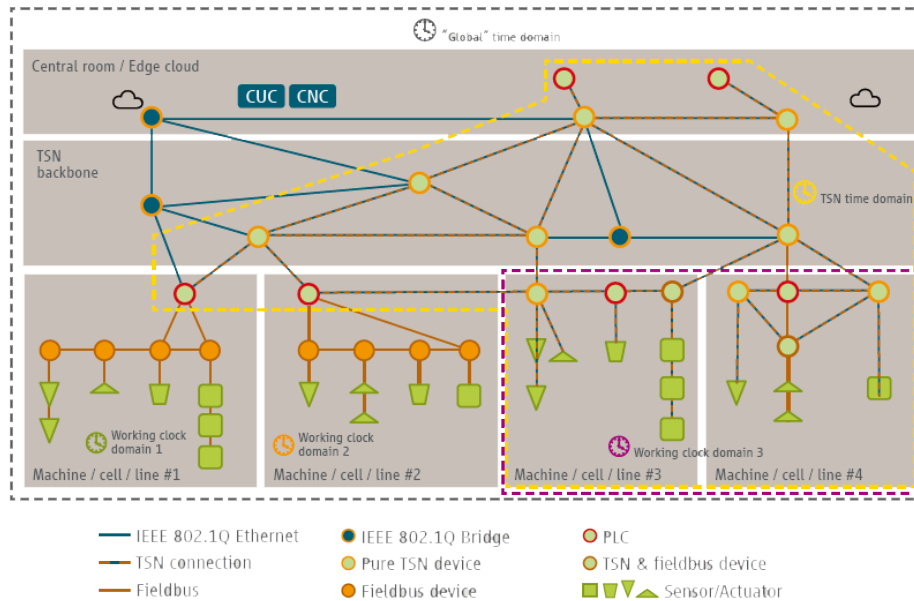 "Global" time domain
Central room / Edge cloud
CUC CNC
TSN
backbone
TSN time domain
Working clock
domain 1
Working clock
domain 2
Working clock domain 3
Machine / cell / line #1
Machine / cell / line #2
Machine / cell / line #3
Machine / cell / line #4
IEEE 802.1Q Ethernet
IEEE 802.1Q Bridge
PLC
TSN connection
Pure TSN device
TSN & fieldbus device
Fieldbus
Fieldbus device
Sensor/Actuator